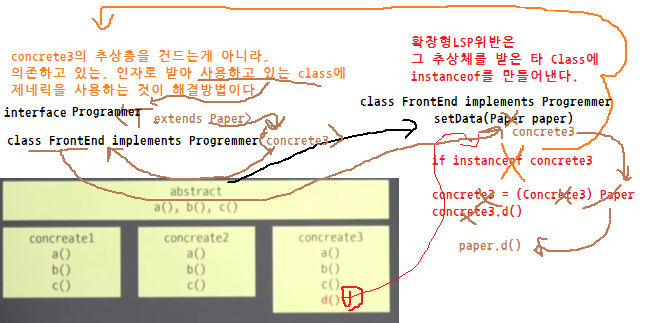 concrete3의 추상층을 건드는게 아니라,
의존하고 있는, 인자로 받아 사용하고 있는 class에
제네릭을 사용하는 것이 해결방법이다
interface Programmer
extends Paper>
class FrontEnd implements Progremmer(concrete3)
확장형LSP위반은
그 추상체를 받은 타 Class에
instanceof를 만들어낸다.
class FrontEnd implements Progremmer
setData(Paper paper)
concrete3
if instanceof concrete3
concrete3 = (Concrete3) Paper
concrete3.d()
paper.d()
abstract
a(), b(), c()
concreate1
a()
b()
c()
concreate2
a()
b()
c()
concreate3
a()
b()
c()
d()